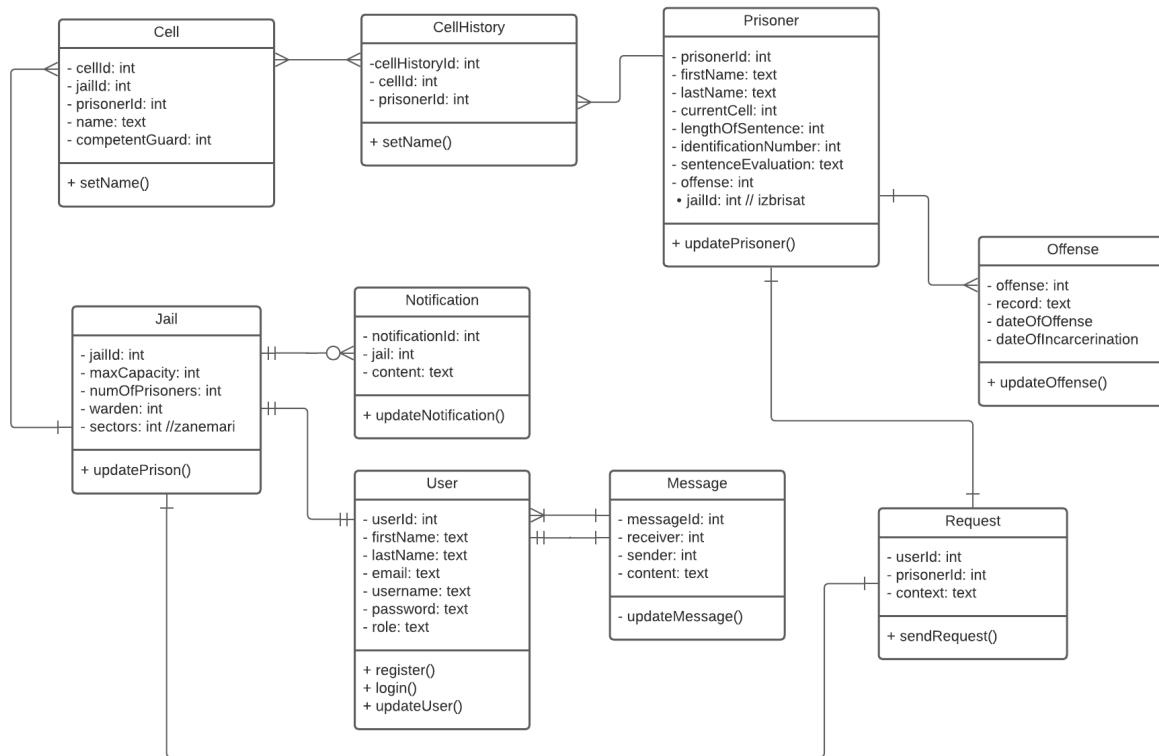 Cell
- cellId: int
- jailId: int
- prisonerId: int
- name: text
- competentGuard: int
+ setName()
CellHistory
-cellHistoryId: int
- cellId: int
- prisonerId: int
+ setName()
Prisoner
- prisonerId: int
- firstName: text
- lastName: text
- currentCell: int
- lengthOfSentence: int
- identificationNumber: int
- sentenceEvaluation: text
- offense: int
• jailId: int // izbrisat
+ updatePrisoner()
Offense
- offense: int
- record: text
- dateOfOffense
- dateOfIncarcerination
+ updateOffense()
Jail
- jailId: int
- maxCapacity: int
- numOfPrisoners: int
- warden: int
- sectors: int //zanemari
+ updatePrison()
Notification
- notificationId: int
- jail: int
- content: text
+ updateNotification()
User
- userId: int
- firstName: text
- lastName: text
- email: text
- username: text
- password: text
- role: text
+ register()
+ login()
+ updateUser()
Message
- messageId: int
- receiver: int
- sender: int
- content: text
- updateMessage()
Request
- userId: int
- prisonerId: int
- context: text
+ sendRequest()